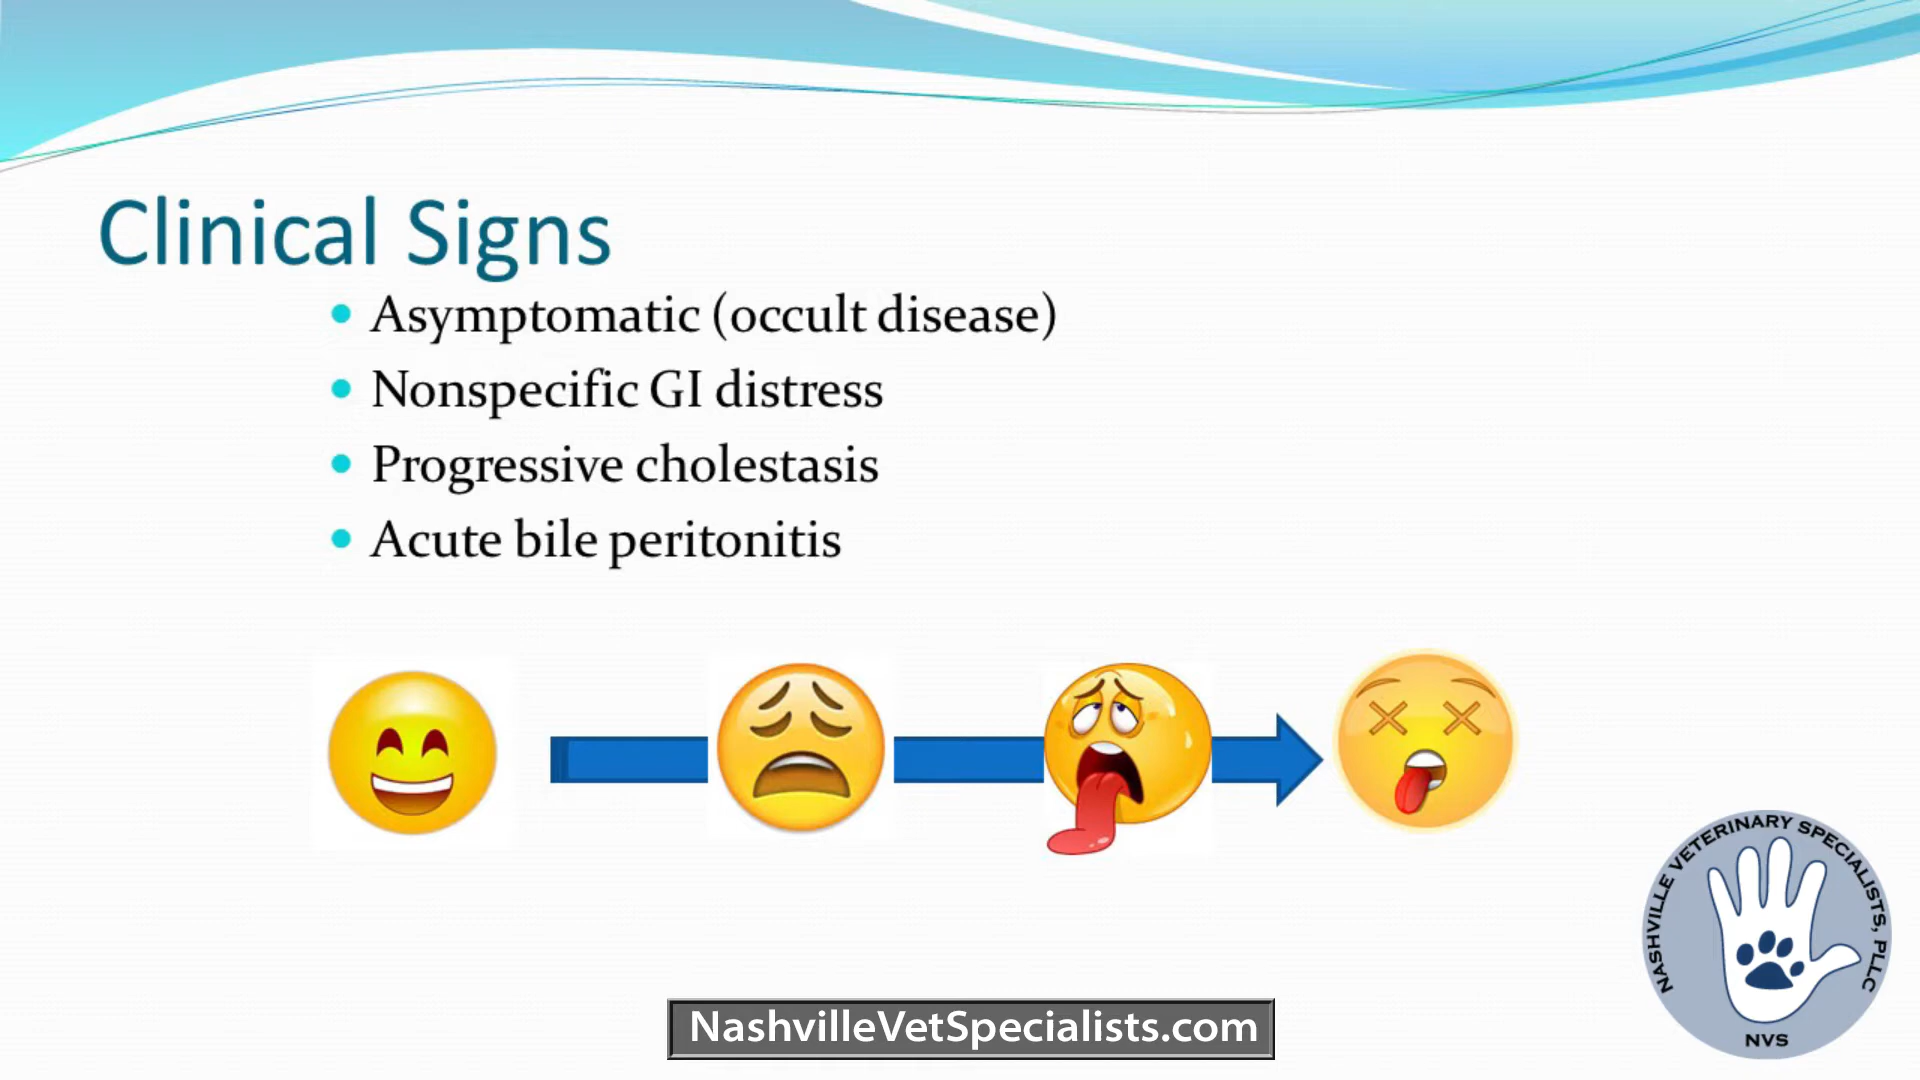 Clinical Signs
• Asymptomatic (occult disease)
• Nonspecific GI distress
• Progressive cholestasis
• Acute bile peritonitis
NASHVILLE VETERINARY SPECIALISTS, PLLC
NVS
NashvilleVetSpecialists.com